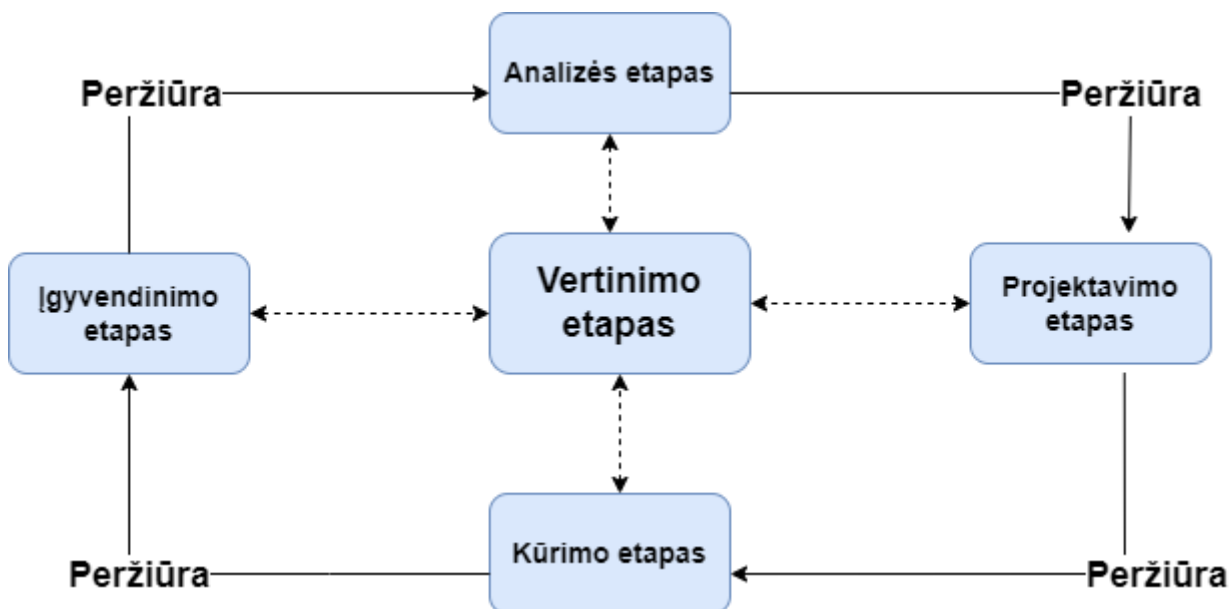 Analizės etapas
Peržiūra
Peržiūra
Įgyvendinimo
etapas
Vertinimo
etapas
Projektavimo
etapas
Peržiūra
Kūrimo etapas
Peržiūra